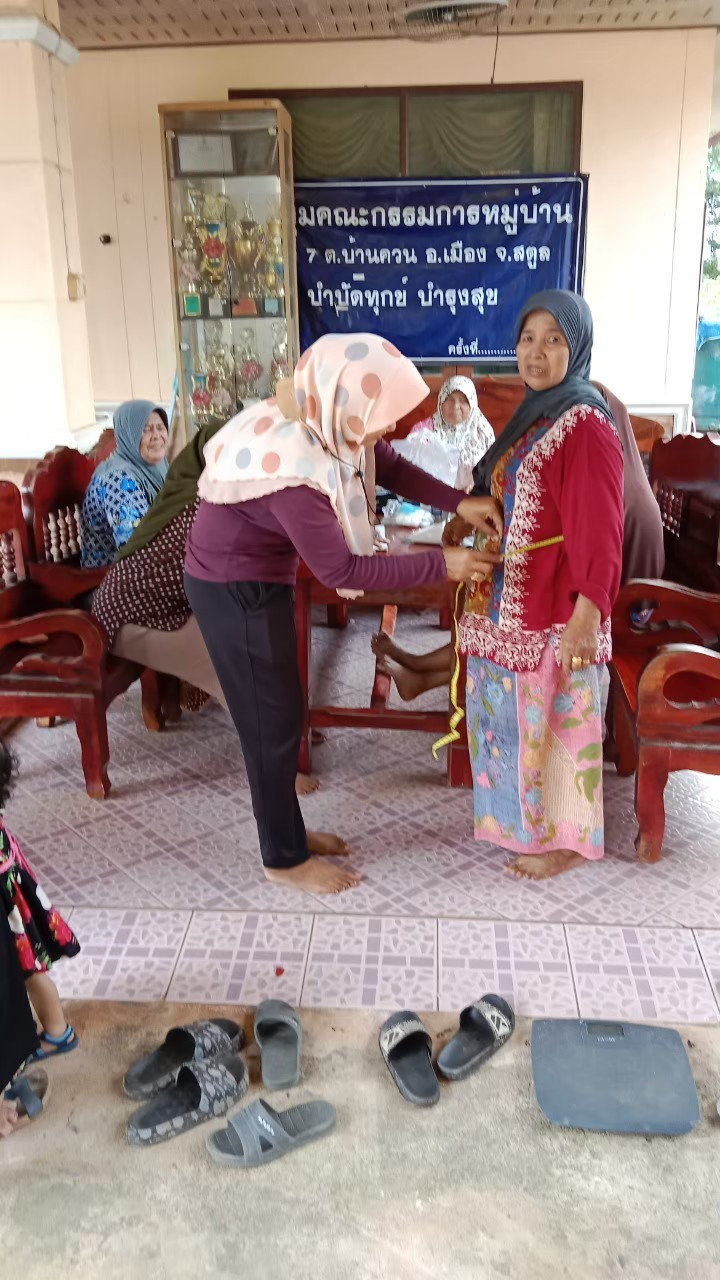 มคณะกรรมการหมู่บ้าน
7 ต.บ้านควน อ.เมือง จ.สตูล
บำบัดทุกข์ บำรุงสุข
ครั้งที่...........